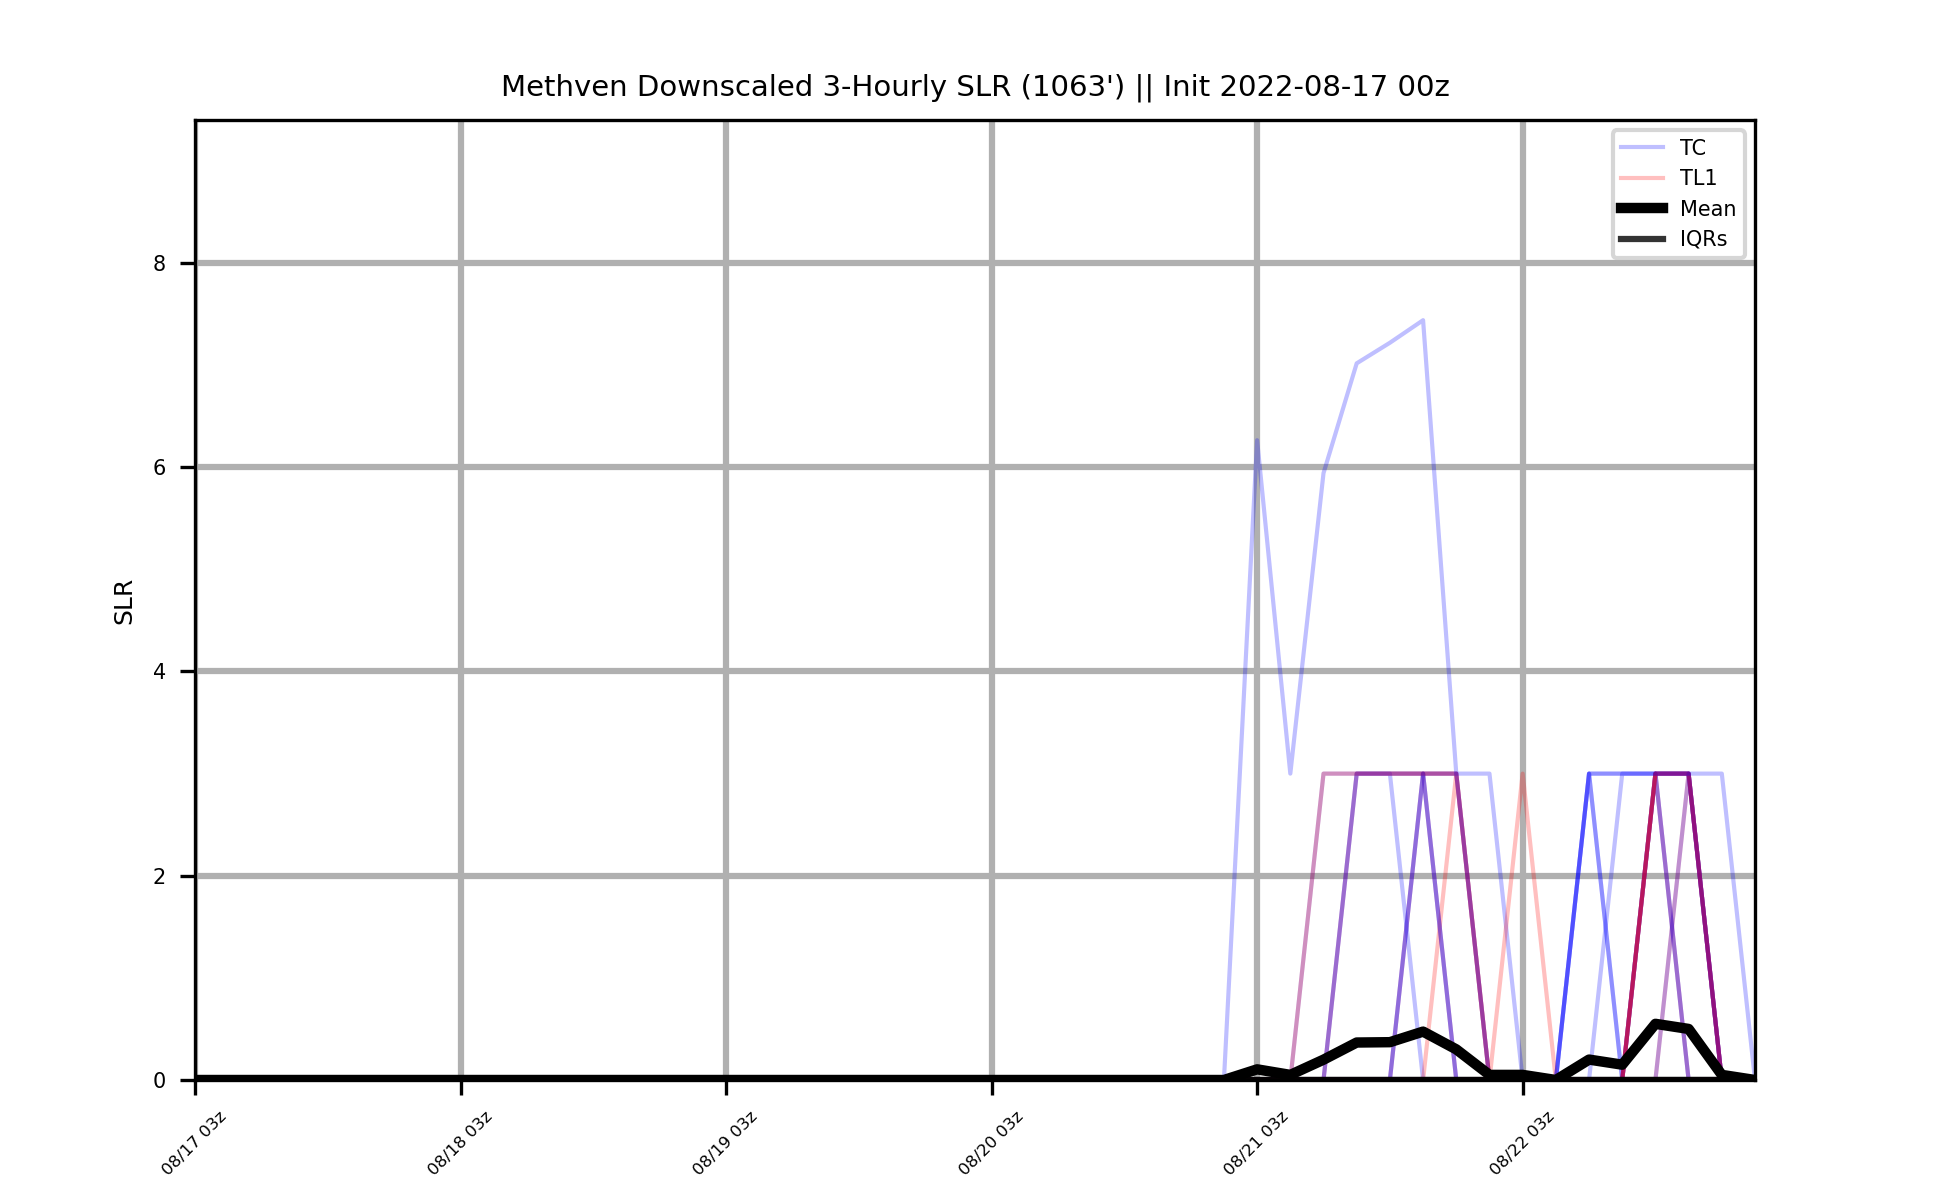 Methven Downscaled 3-Hourly SLR (1063') || Init 2022-08-17 00z
TC
TL1
Mean
IQRs
8
6
4
2
0
SLR
08/17 03z
08/18 03z
08/19 03z
08/20 03z
08/21 03z
08/22 03z